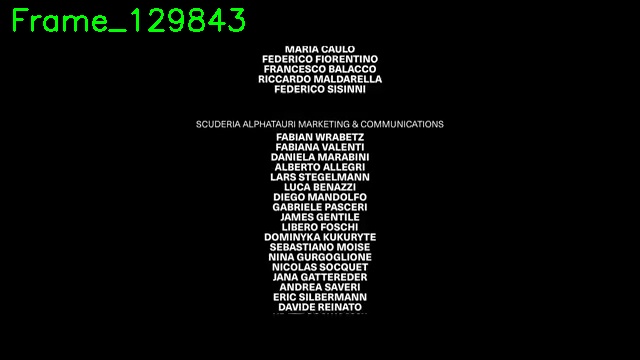 Frame_129843
MARIA CAULO
FEDERICO FIORENTINO
FRANCESCO BALACCO
RICCARDO MALDARELLA
FEDERICO SISINNI
SCUDERIA ALPHATAURI MARKETING & COMMUNICATIONS
FABIAN WRABETZ
FABIANA VALENTI
DANIELA MARABINI
ALBERTO ALLEGRI
LARS STEGELMANN
LUCA BENAZZI
DIEGO MANDOLFO
GABRIELE PASCERI
JAMES GENTILE
LIBERO FOSCHI
DOMINYKA KUKURYTE
SEBASTIANO MOISE
NINA GURGOGLIONE
NICOLAS SOCQUET
JANA GATTEREDER
ANDREA SAVERI
ERIC SILBERMANN
DAVIDE REINATO